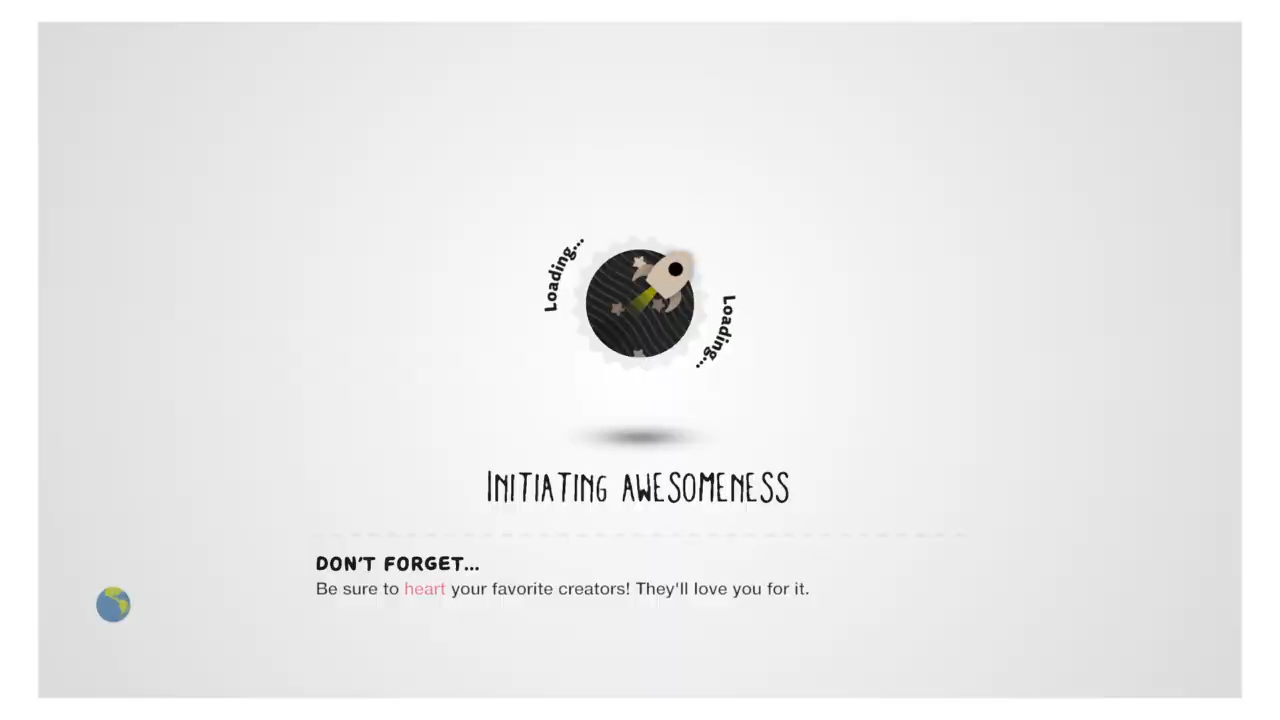 Loading...
Loading...
INITIATING AWESOMENESS
DON'T FORGET...
Be sure to heart your favorite creators! They'll love you for it.